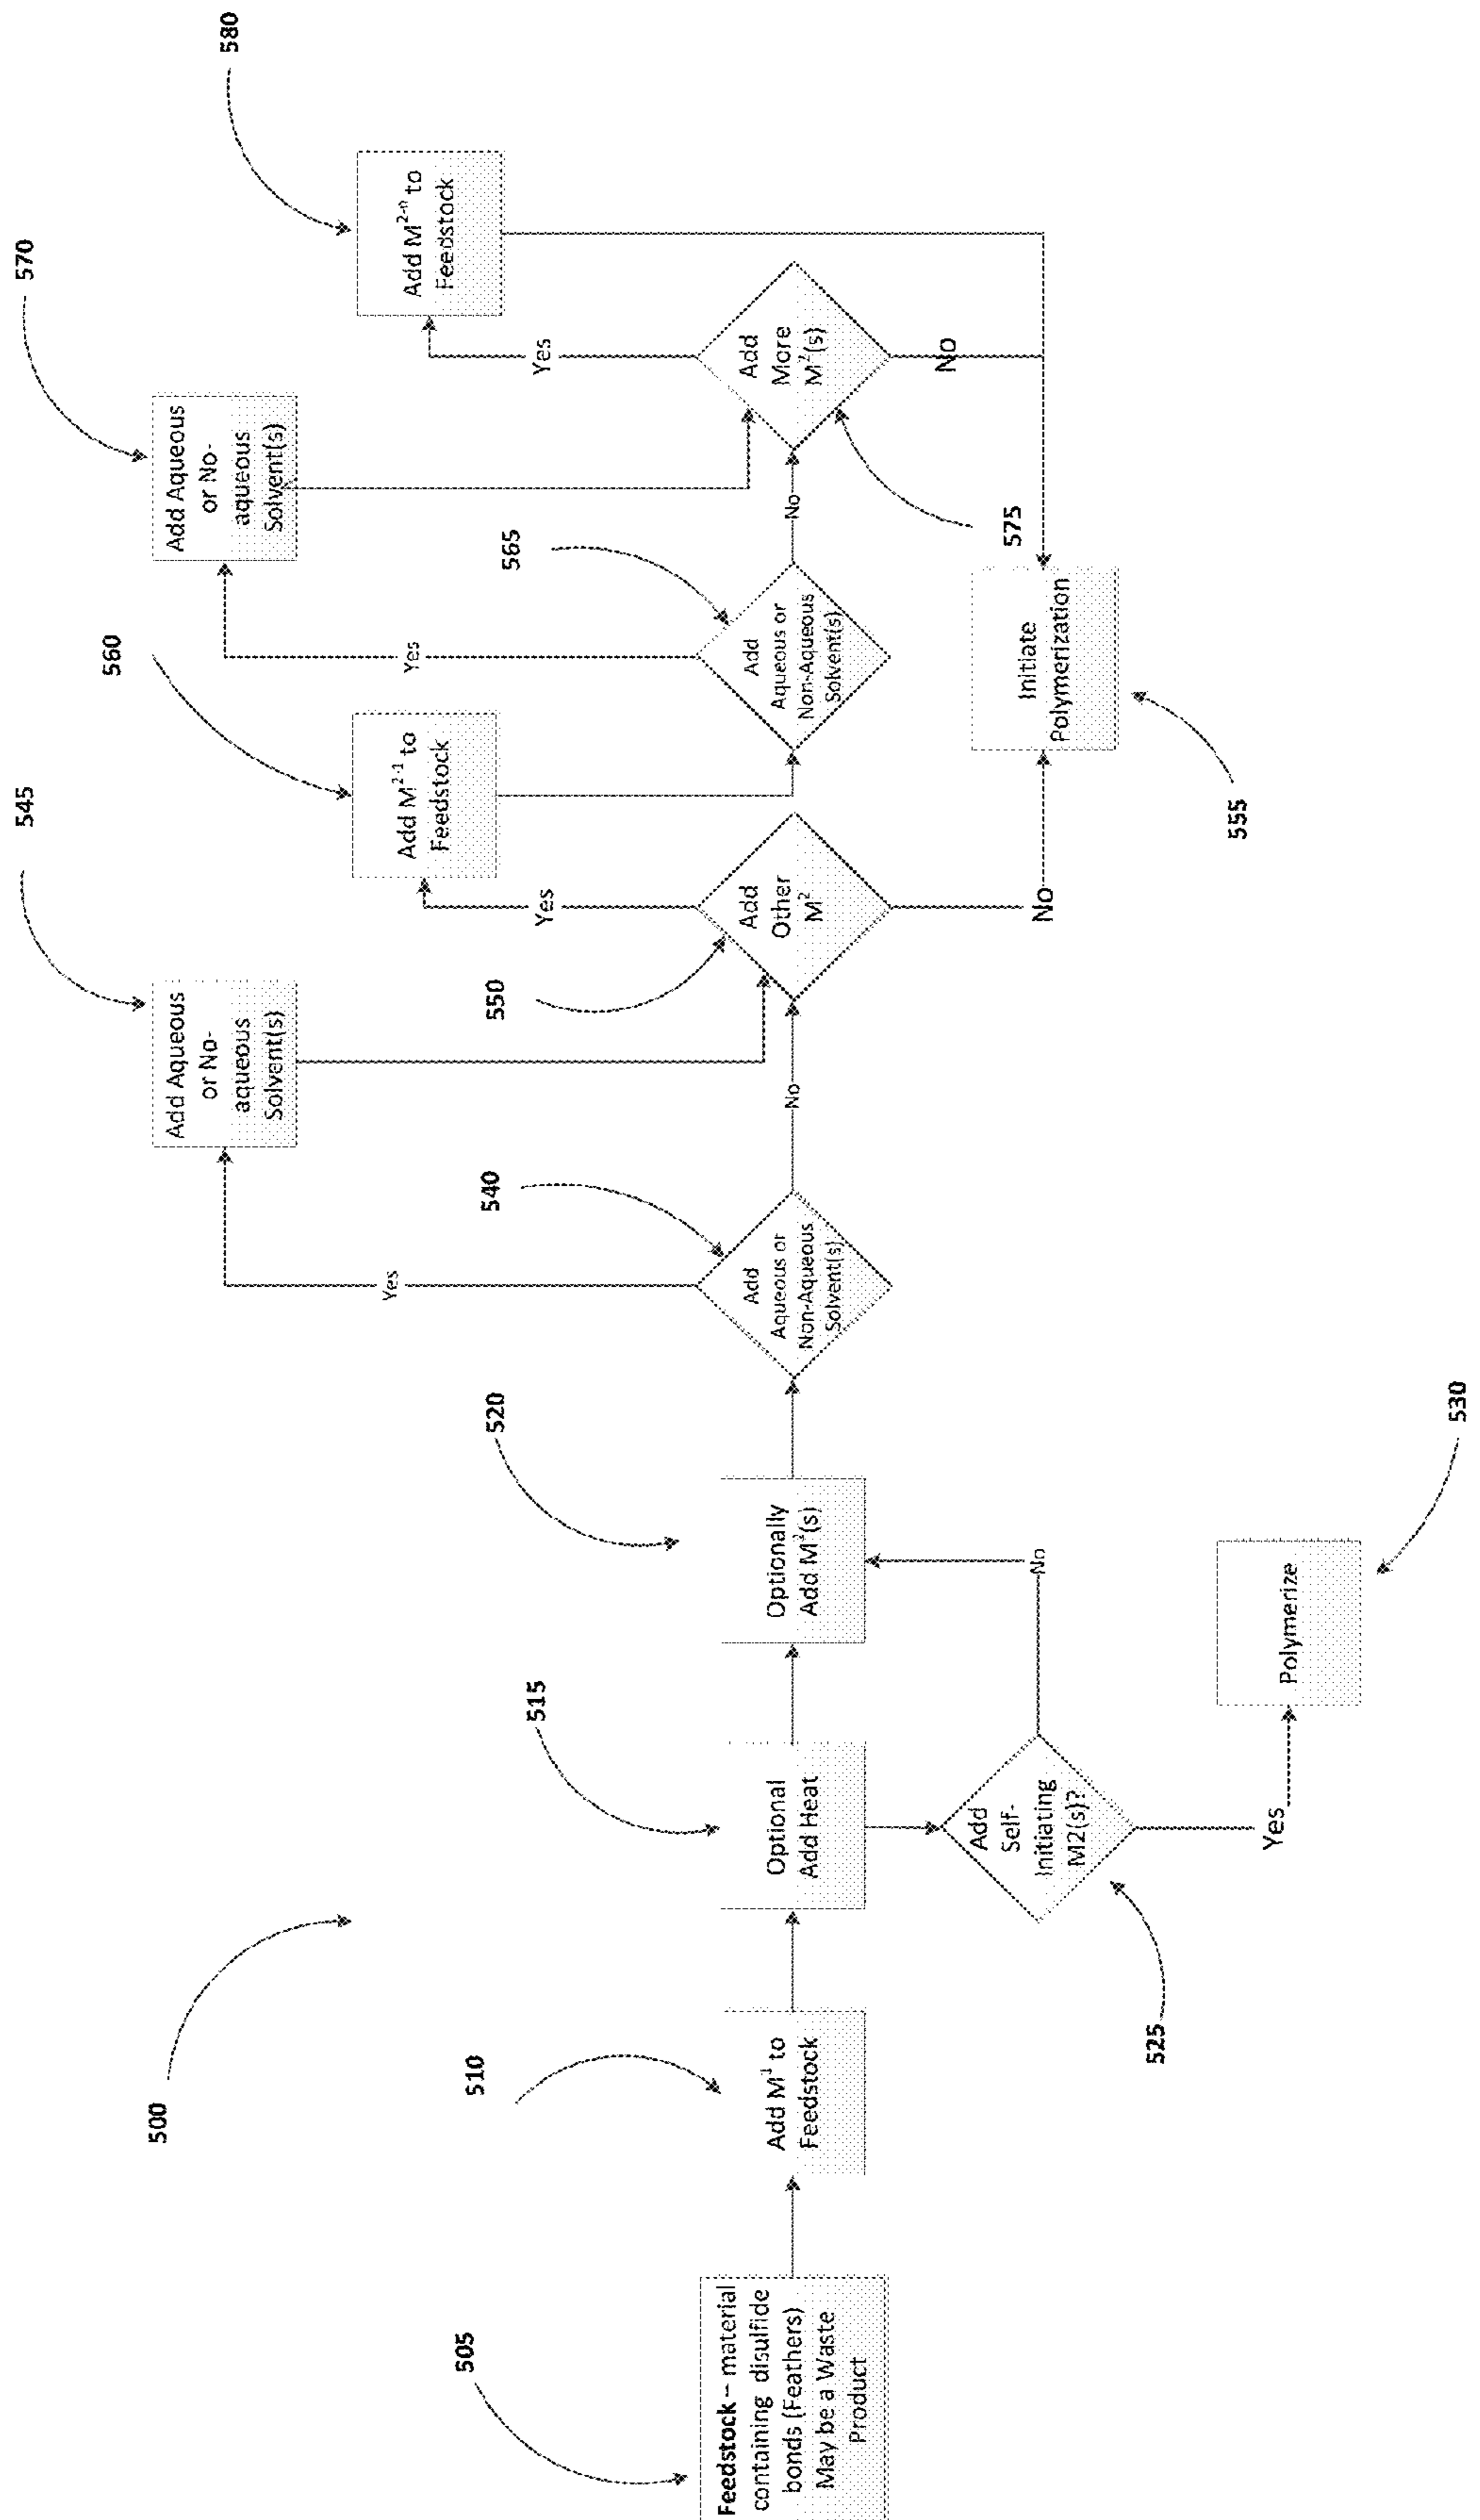 500
505
Feedstock – material
containing disulfide
bonds (Feathers)
May be a Waste
Product
510
Add M¹ to
Feedstock
515
Optional
Add Heat
525
Add
Self-
Initiating
M2(s)?
Yes
No
530
Polymerize
520
Optionally
Add M¹(s)
540
Add
Aqueous or
Non-Aqueous
Solvent(s)
Yes
No
545
Add Aqueous
or No-
aqueous
Solvent(s)
550
Add
Other
M²
Yes
No
555
Initiate
Polymerization
560
Add M²⁻¹ to
Feedstock
565
Add
Aqueous or
Non-Aqueous
Solvent(s)
Yes
No
570
Add Aqueous
or No-
aqueous
Solvent(s)
575
Add
More
M²(s)
Yes
No
580
Add M²⁻ⁿ to
Feedstock